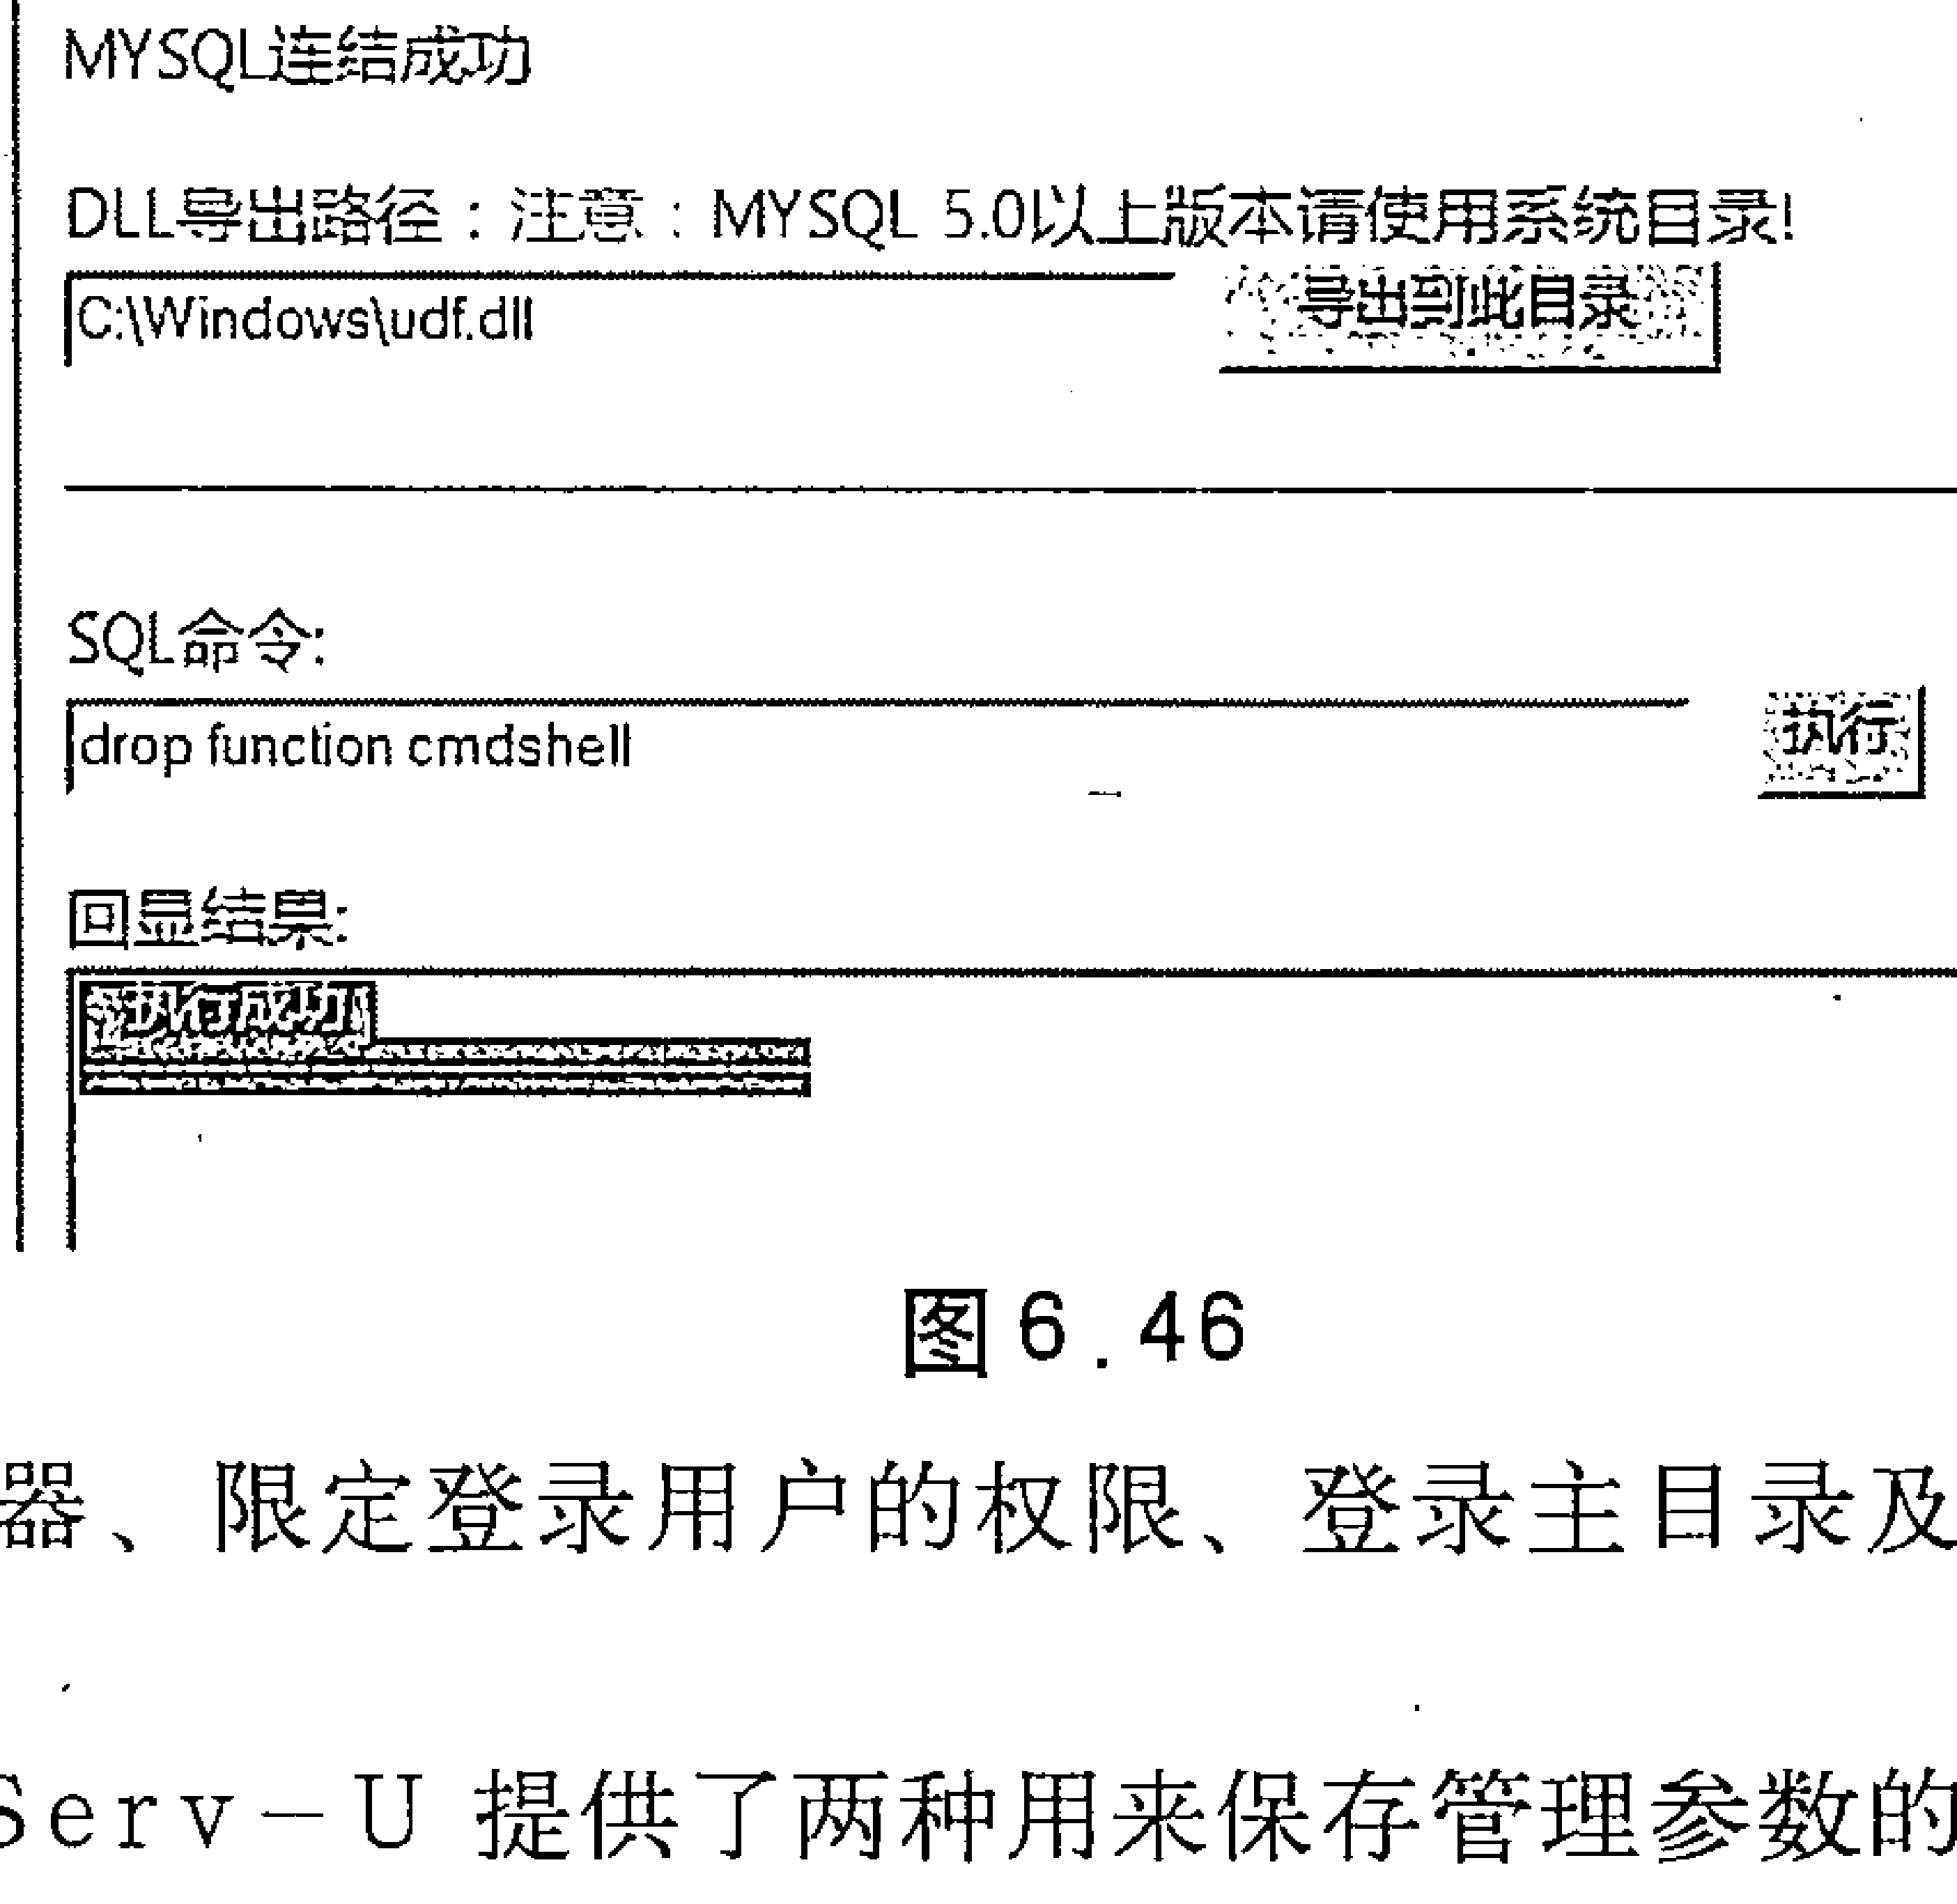 MYSQL连结成功
DLL导出路径：注意：MYSQL 5.0以上版本请使用系统目录!
C:\Windows\udf.dll 导出到此目录
SQL命令:
drop function cmdshell 执行
回显结果:
执行成功
图6.46
器、限定登录用户的权限、登录主目录及
Serv-U 提供了两种用来保存管理参数的